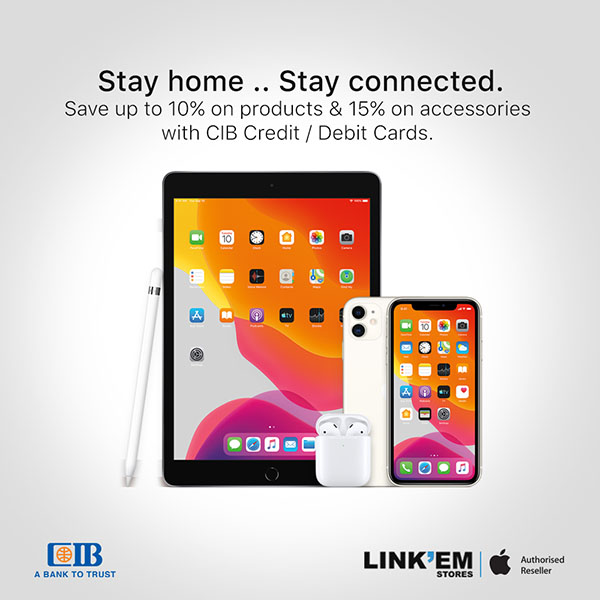 Stay home .. Stay connected.
Save up to 10% on products & 15% on accessories
with CIB Credit / Debit Cards.
CIB
A BANK TO TRUST
LINK'EM
STORES
Authorised
Reseller